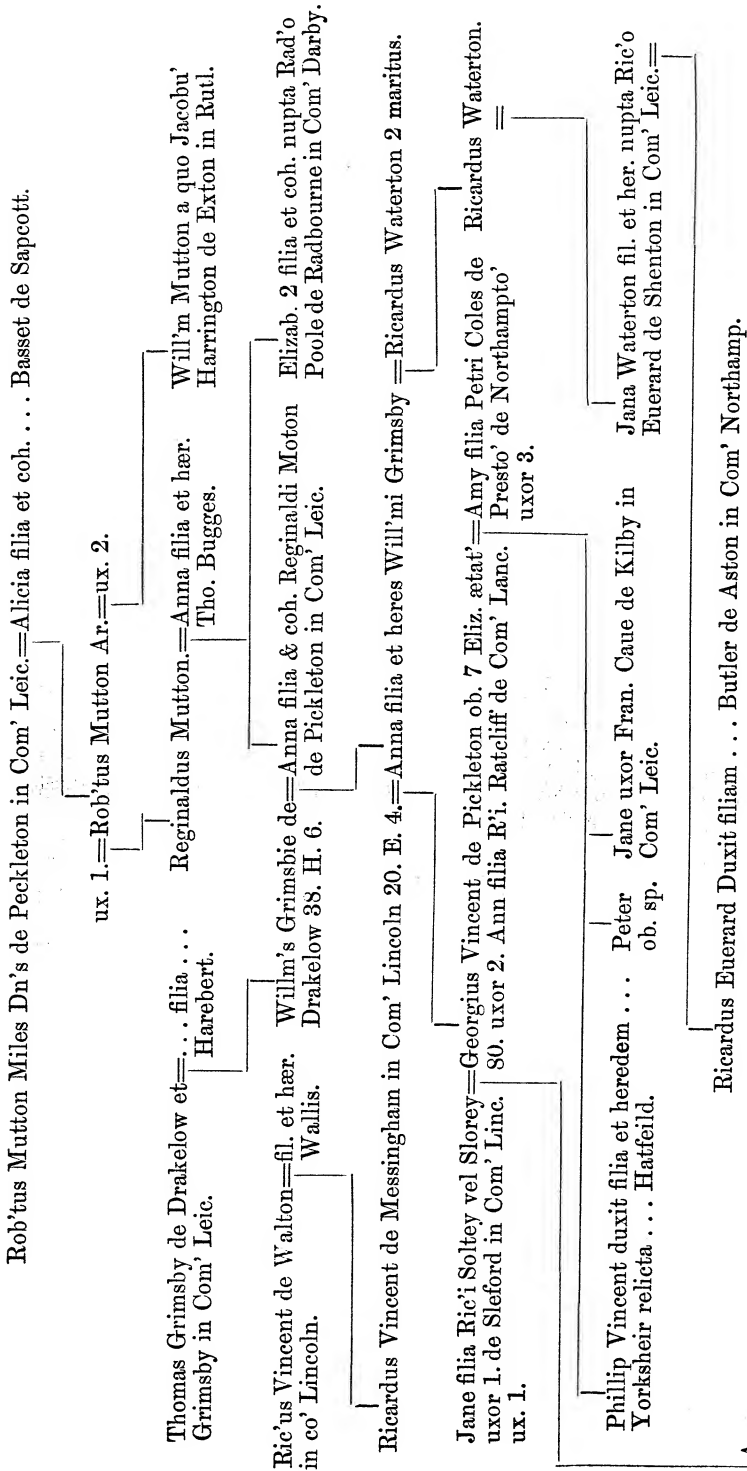 Rob'tus Mutton Miles Dn's de Peckleton in Com' Leic.=Alicia filia et coh. . . . Basset de Sapcott.
ux. 1.=Rob'tus Mutton Ar.=ux. 2.
Thomas Grimsby de Drakelow et=. . . filia . . .
Grimsby in Com' Leic. Harebert.
Reginaldus Mutton.=Anna filia et hær.
Tho. Bugges.
Will'm Mutton a quo Jacobu'
Harrington de Exton in Rutl.
Ric'us Vincent de Walton=fil. et hær.
in co' Lincoln. Wallis.
Willm's Grimsbie de=Anna filia & coh. Reginaldi Moton
Drakelow 38. H. 6. de Pickleton in Com' Leic.
Elizab. 2 filia et coh. nupta Rad'o
Poole de Radbourne in Com' Darby.
Ricardus Vincent de Messingham in Com' Lincoln 20. E. 4.=Anna filia et heres Will'mi Grimsby=Ricardus Waterton 2 maritus.
Jane filia Ric'i Soltey vel Slorey=Georgius Vincent de Pickleton ob. 7 Eliz. ætat'=Amy filia Petri Coles de
uxor 1. de Sleford in Com' Linc. 80. uxor 2. Ann filia R'i. Ratcliff de Com' Lanc. Presto' de Northampto'
ux. 1. uxor 3.
Ricardus Waterton.
=
Phillip Vincent duxit filia et heredem . . .
Yorksheir relicta . . . Hatfeild.
Peter
ob. sp.
Jane uxor Fran. Caue de Kilby in
Com' Leic.
Jana Waterton fil. et her. nupta Ric'o
Euerard de Shenton in Com' Leic.=
Ricardus Euerard Duxit filiam . . . Butler de Aston in Com' Northamp.